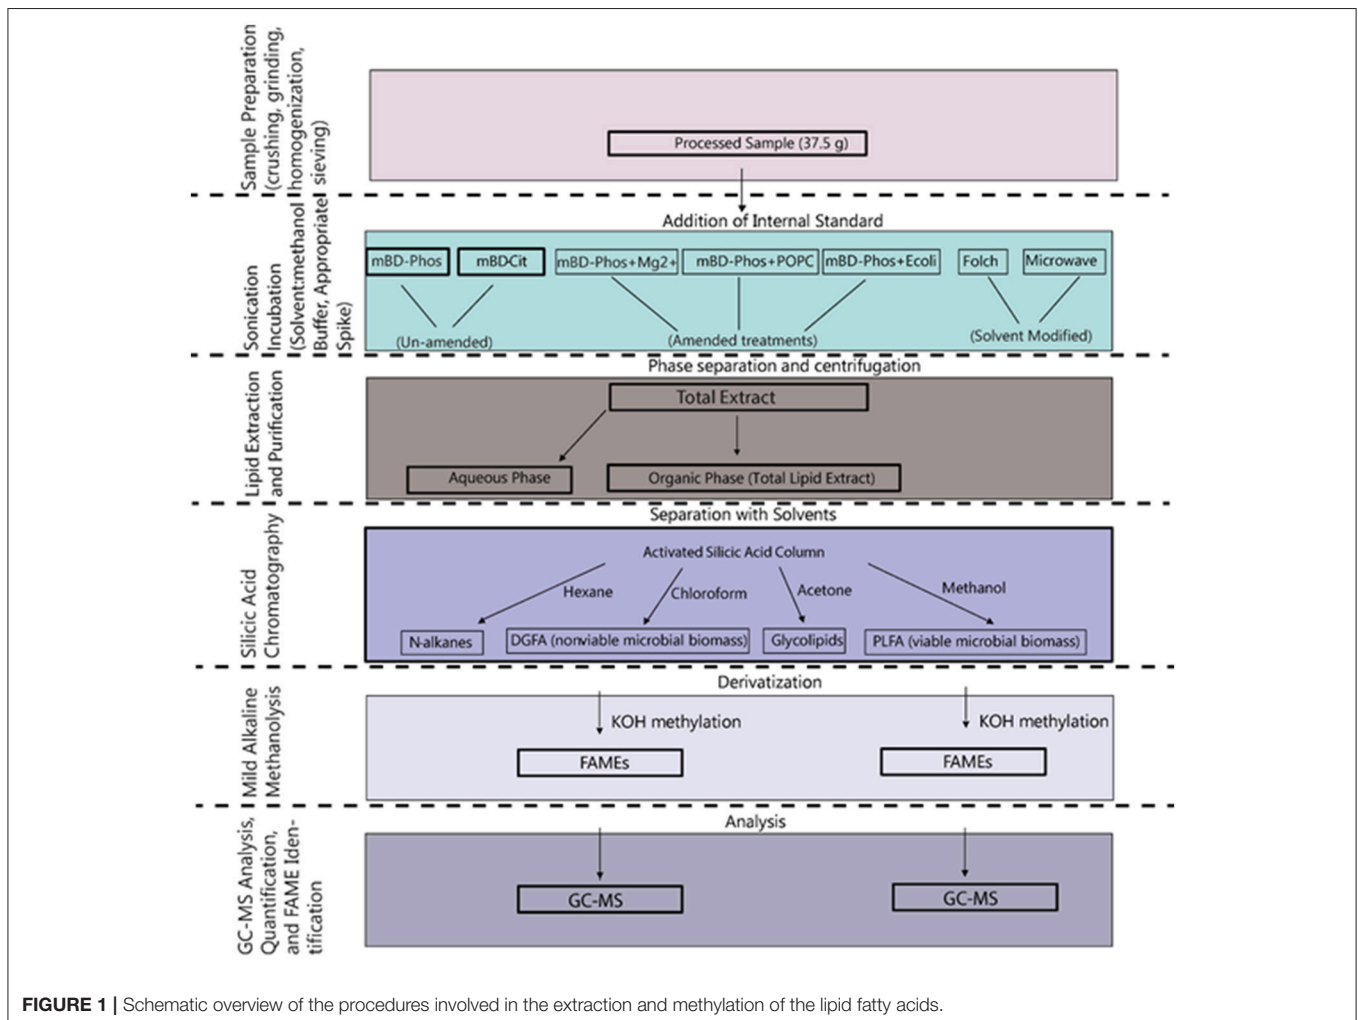 Sample Preparation
(crushing, grinding,
homogenization,
sieving)
Processed Sample (37.5 g)
Addition of Internal Standard
Sonication
Incubation
(Solvent:methanol
Buffer, Appropriate
Spike)
mBD-Phos
mBDCit
mBD-Phos+Mg2+
mBD-Phos+POPC
mBD-Phos+Ecoli
Folch
Microwave
(Un-amended)
(Amended treatments)
(Solvent Modified)
Phase separation and centrifugation
Lipid Extraction
and Purification
Total Extract
Aqueous Phase
Organic Phase (Total Lipid Extract)
Separation with Solvents
Silicic Acid
Chromatography
Activated Silicic Acid Column
Hexane
Chloroform
Acetone
Methanol
N-alkanes
DGFA (nonviable microbial biomass)
Glycolipids
PLFA (viable microbial biomass)
Derivatization
Mild Alkaline
Methanolysis
KOH methylation
KOH methylation
FAMEs
FAMEs
Analysis
GC-MS Analysis,
Quantification,
and FAME Iden-
tification
GC-MS
GC-MS
FIGURE 1 | Schematic overview of the procedures involved in the extraction and methylation of the lipid fatty acids.